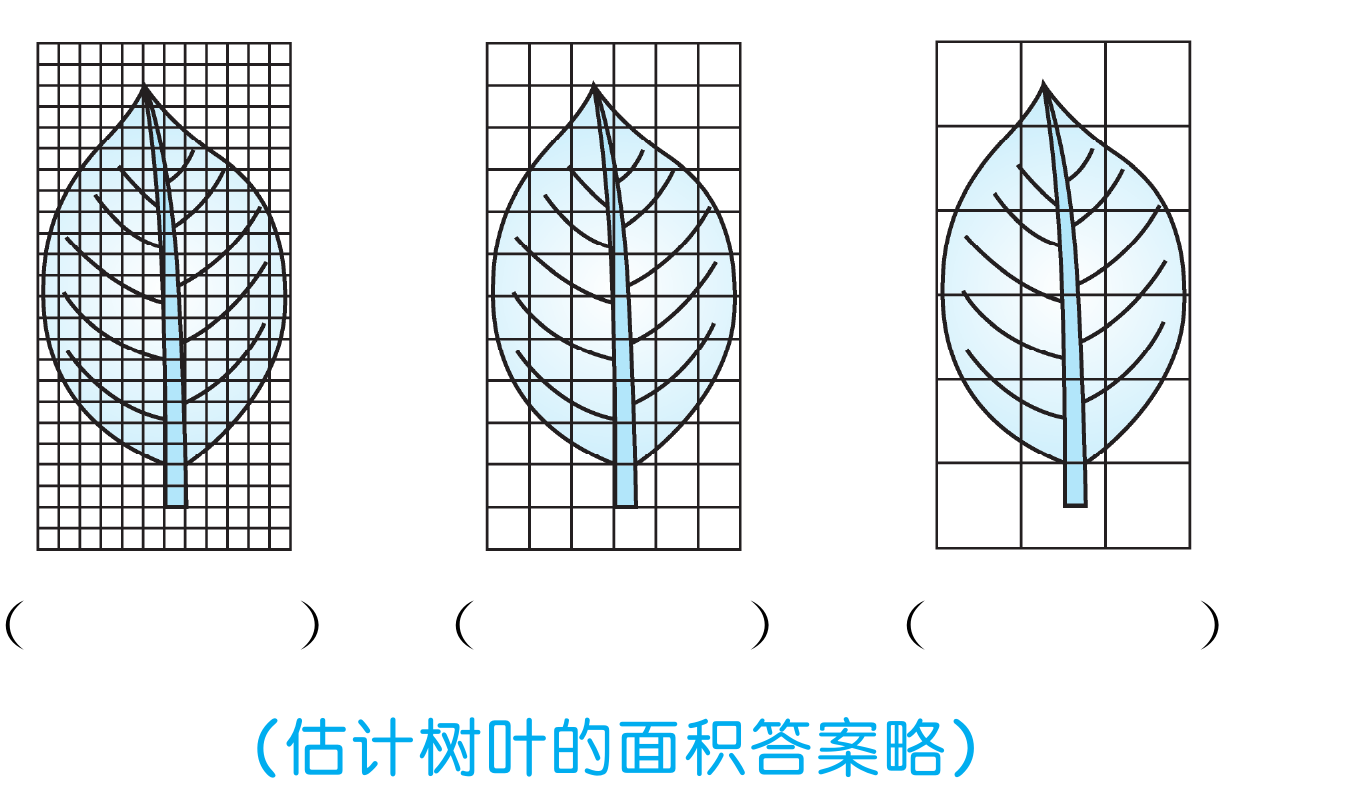 （ ） （ ） （ ）
（估计树叶的面积答案略）